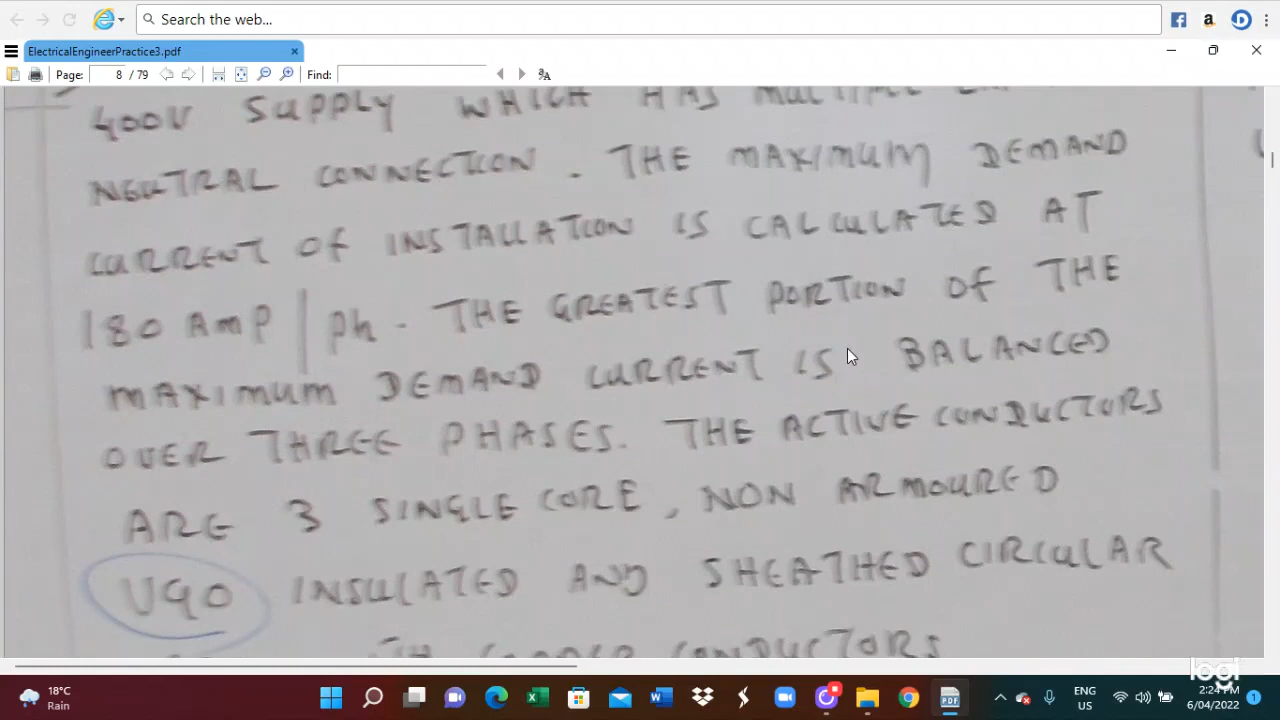 Search the web...
ElectricalEngineerPractice3.pdf
Page: 8 / 79 Find:
400V SUPPLY WHICH HAS MULTIPLE
NEUTRAL CONNECTION. THE MAXIMUM DEMAND
CURRENT OF INSTALLATION IS CALCULATED AT
180 AMP / Ph. THE GREATEST PORTION OF THE
MAXIMUM DEMAND CURRENT IS BALANCED
OVER THREE PHASES. THE ACTIVE CONDUCTORS
ARE 3 SINGLE CORE, NON ARMOURED
V90 INSULATED AND SHEATHED CIRCULAR
CONDUCTORS
logi
18°C
Rain
ENG
US
2:24 PM
6/04/2022